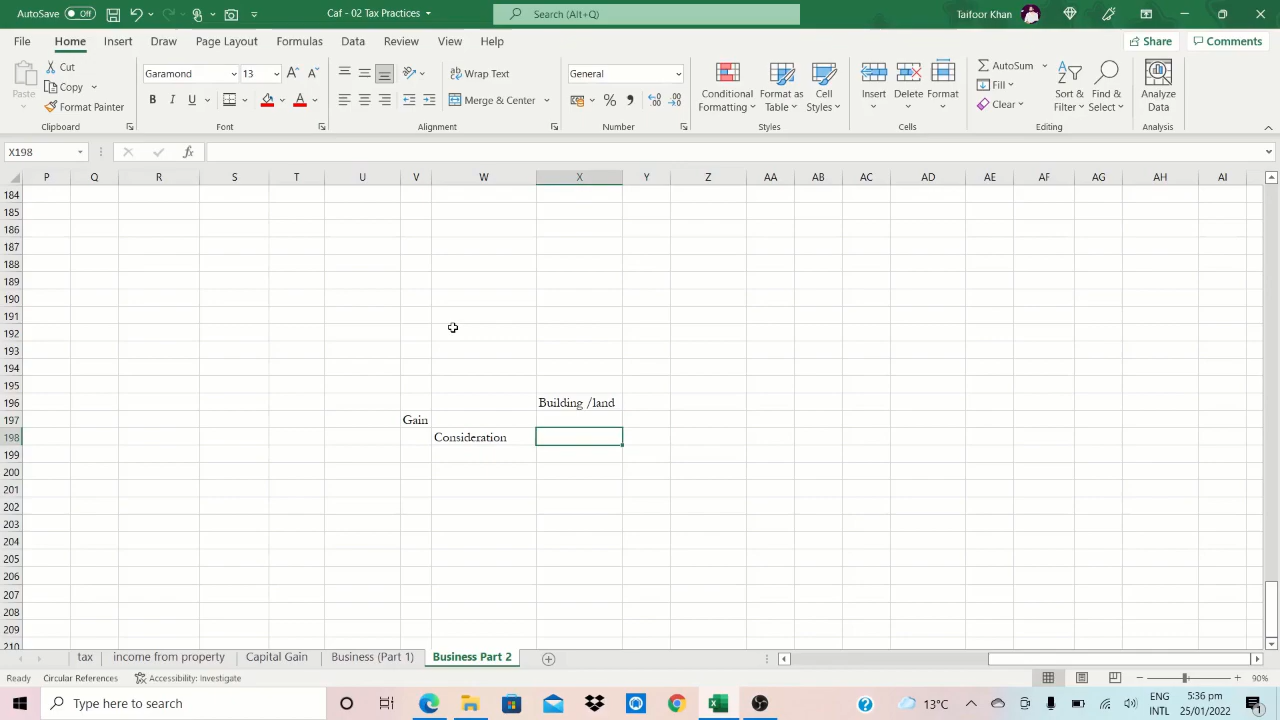 AutoSave Off Caf - 02 Tax Practices Search (Alt+Q) Tarfoor Khan
File Home Insert Draw Page Layout Formulas Data Review View Help Share Comments
Paste Cut Copy Format Painter Clipboard
Garamond 13 B I U Font
Wrap Text Merge & Center Alignment
General % , Number
Conditional Formatting Format as Table Cell Styles Styles
Insert Delete Format Cells
AutoSum Fill Clear Sort & Filter Find & Select Editing
Analyze Data Analysis
X198 fx
P Q R S T U V W X Y Z AA AB AC AD AE AF AG AH AI
184
185
186
187
188
189
190
191
192
193
194
195
196 Building /land
197 Gain
198 Consideration
199
200
201
202
203
204
205
206
207
208
209
210
tax income from property Capital Gain Business (Part 1) Business Part 2
Ready Circular References Accessibility: Investigate 90%
Type here to search 13°C ENG INTL 5:36 pm 25/01/2022 1